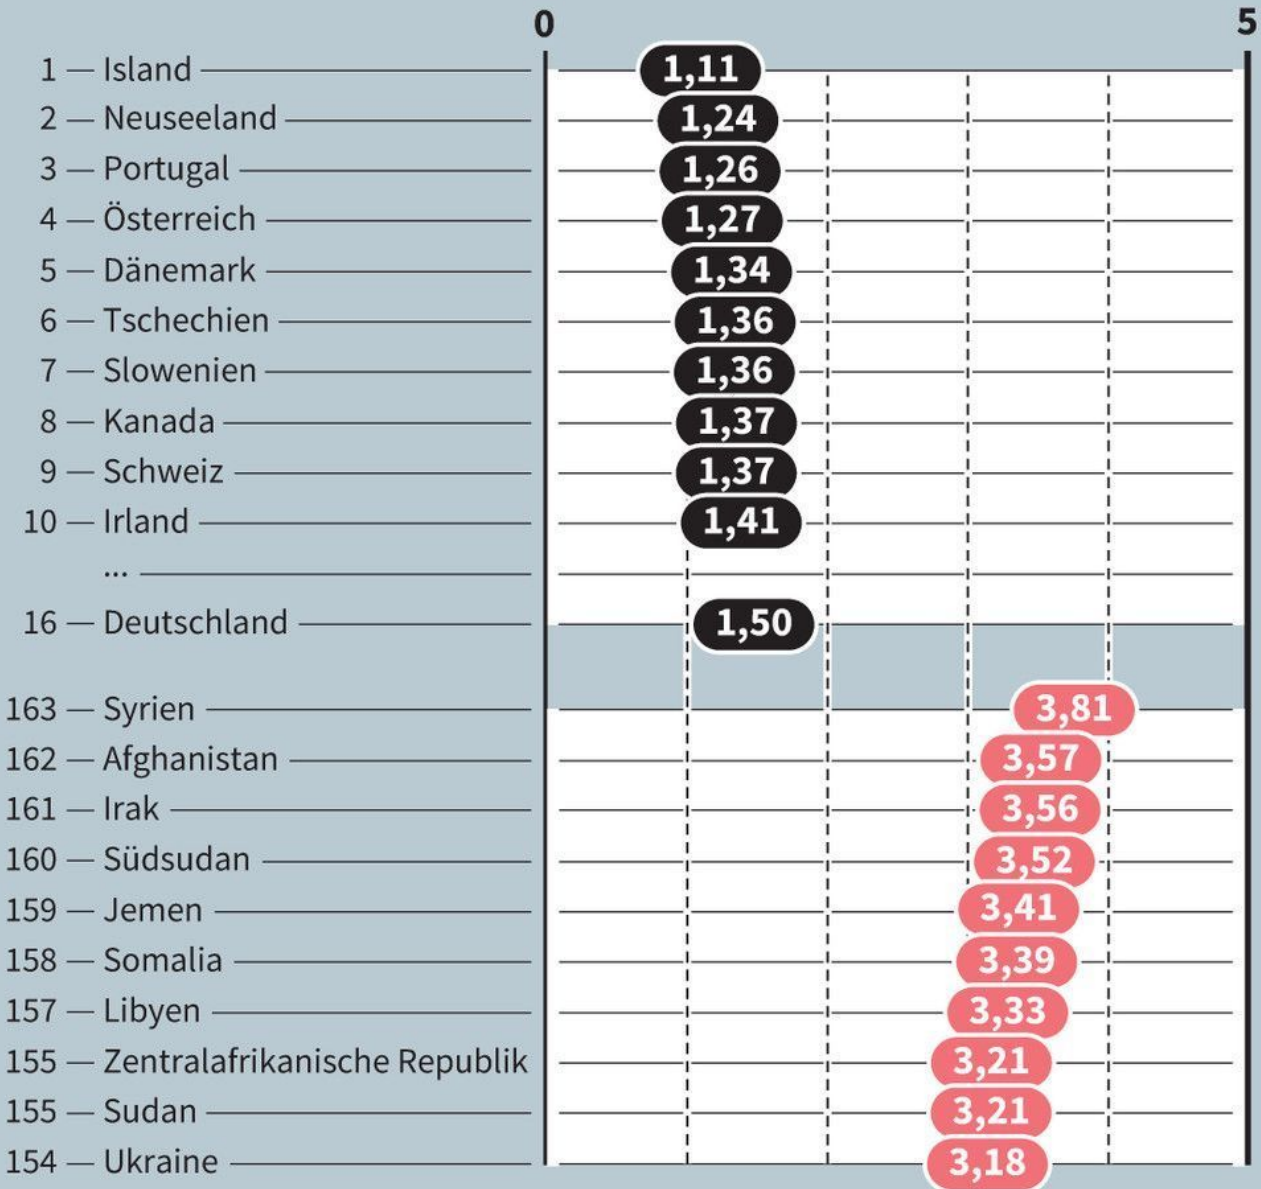 0 5
1 — Island 1,11
2 — Neuseeland 1,24
3 — Portugal 1,26
4 — Österreich 1,27
5 — Dänemark 1,34
6 — Tschechien 1,36
7 — Slowenien 1,36
8 — Kanada 1,37
9 — Schweiz 1,37
10 — Irland 1,41
...
16 — Deutschland 1,50
163 — Syrien 3,81
162 — Afghanistan 3,57
161 — Irak 3,56
160 — Südsudan 3,52
159 — Jemen 3,41
158 — Somalia 3,39
157 — Libyen 3,33
155 — Zentralafrikanische Republik 3,21
155 — Sudan 3,21
154 — Ukraine 3,18